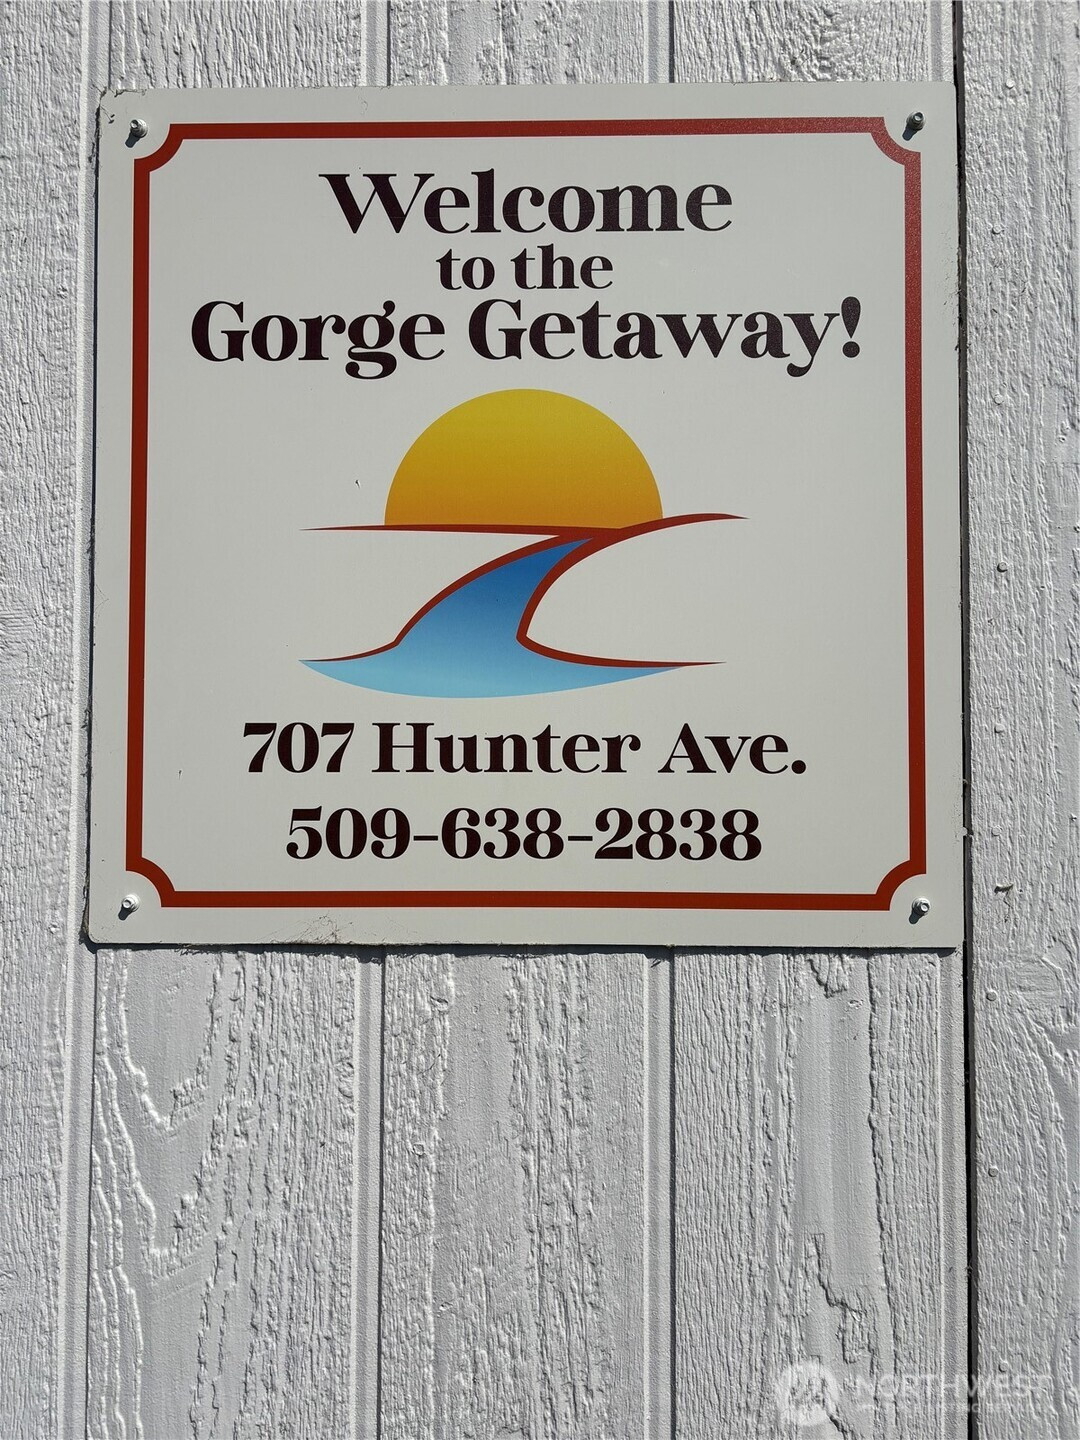 Welcome
to the
Gorge Getaway!
707 Hunter Ave.
509-638-2838
NORTHWEST